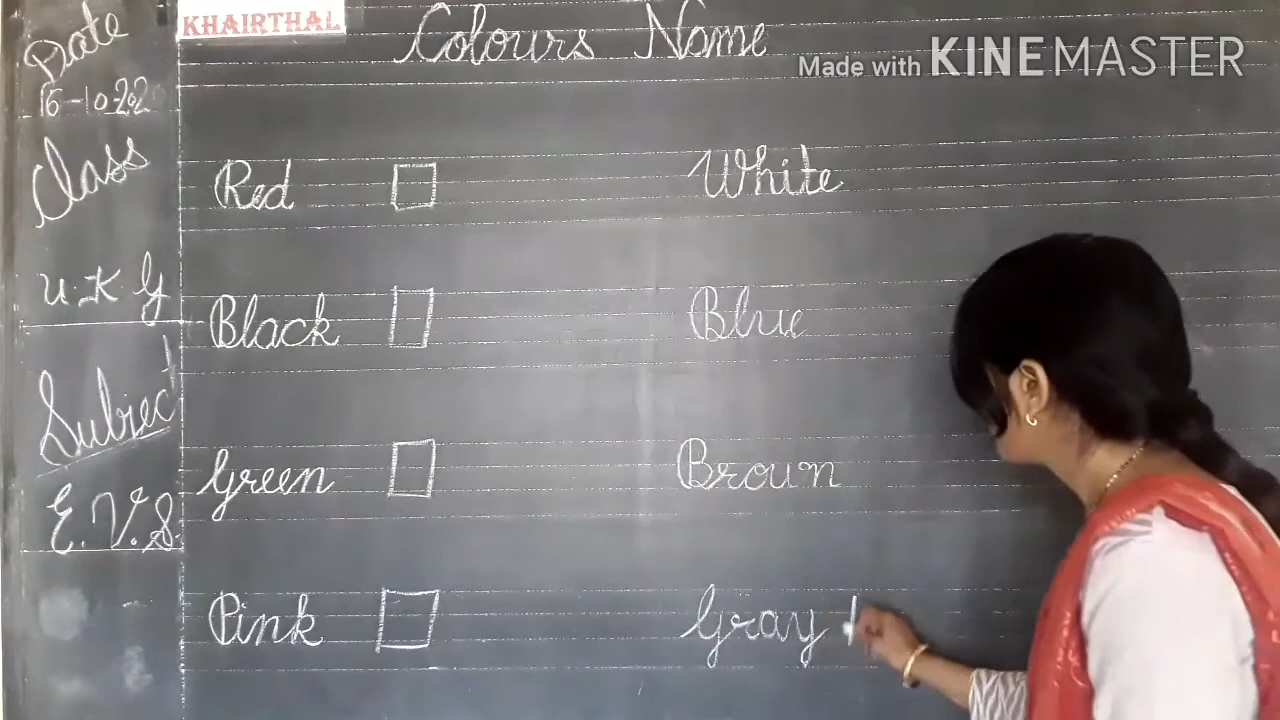 Date
16-10-202
Class
U.K G
Subject
E.V.S.
KHAIRTHAL
Colours Name
Made with KINEMASTER
Red
White
Black
Blue
Green
Brown
Pink
Gray